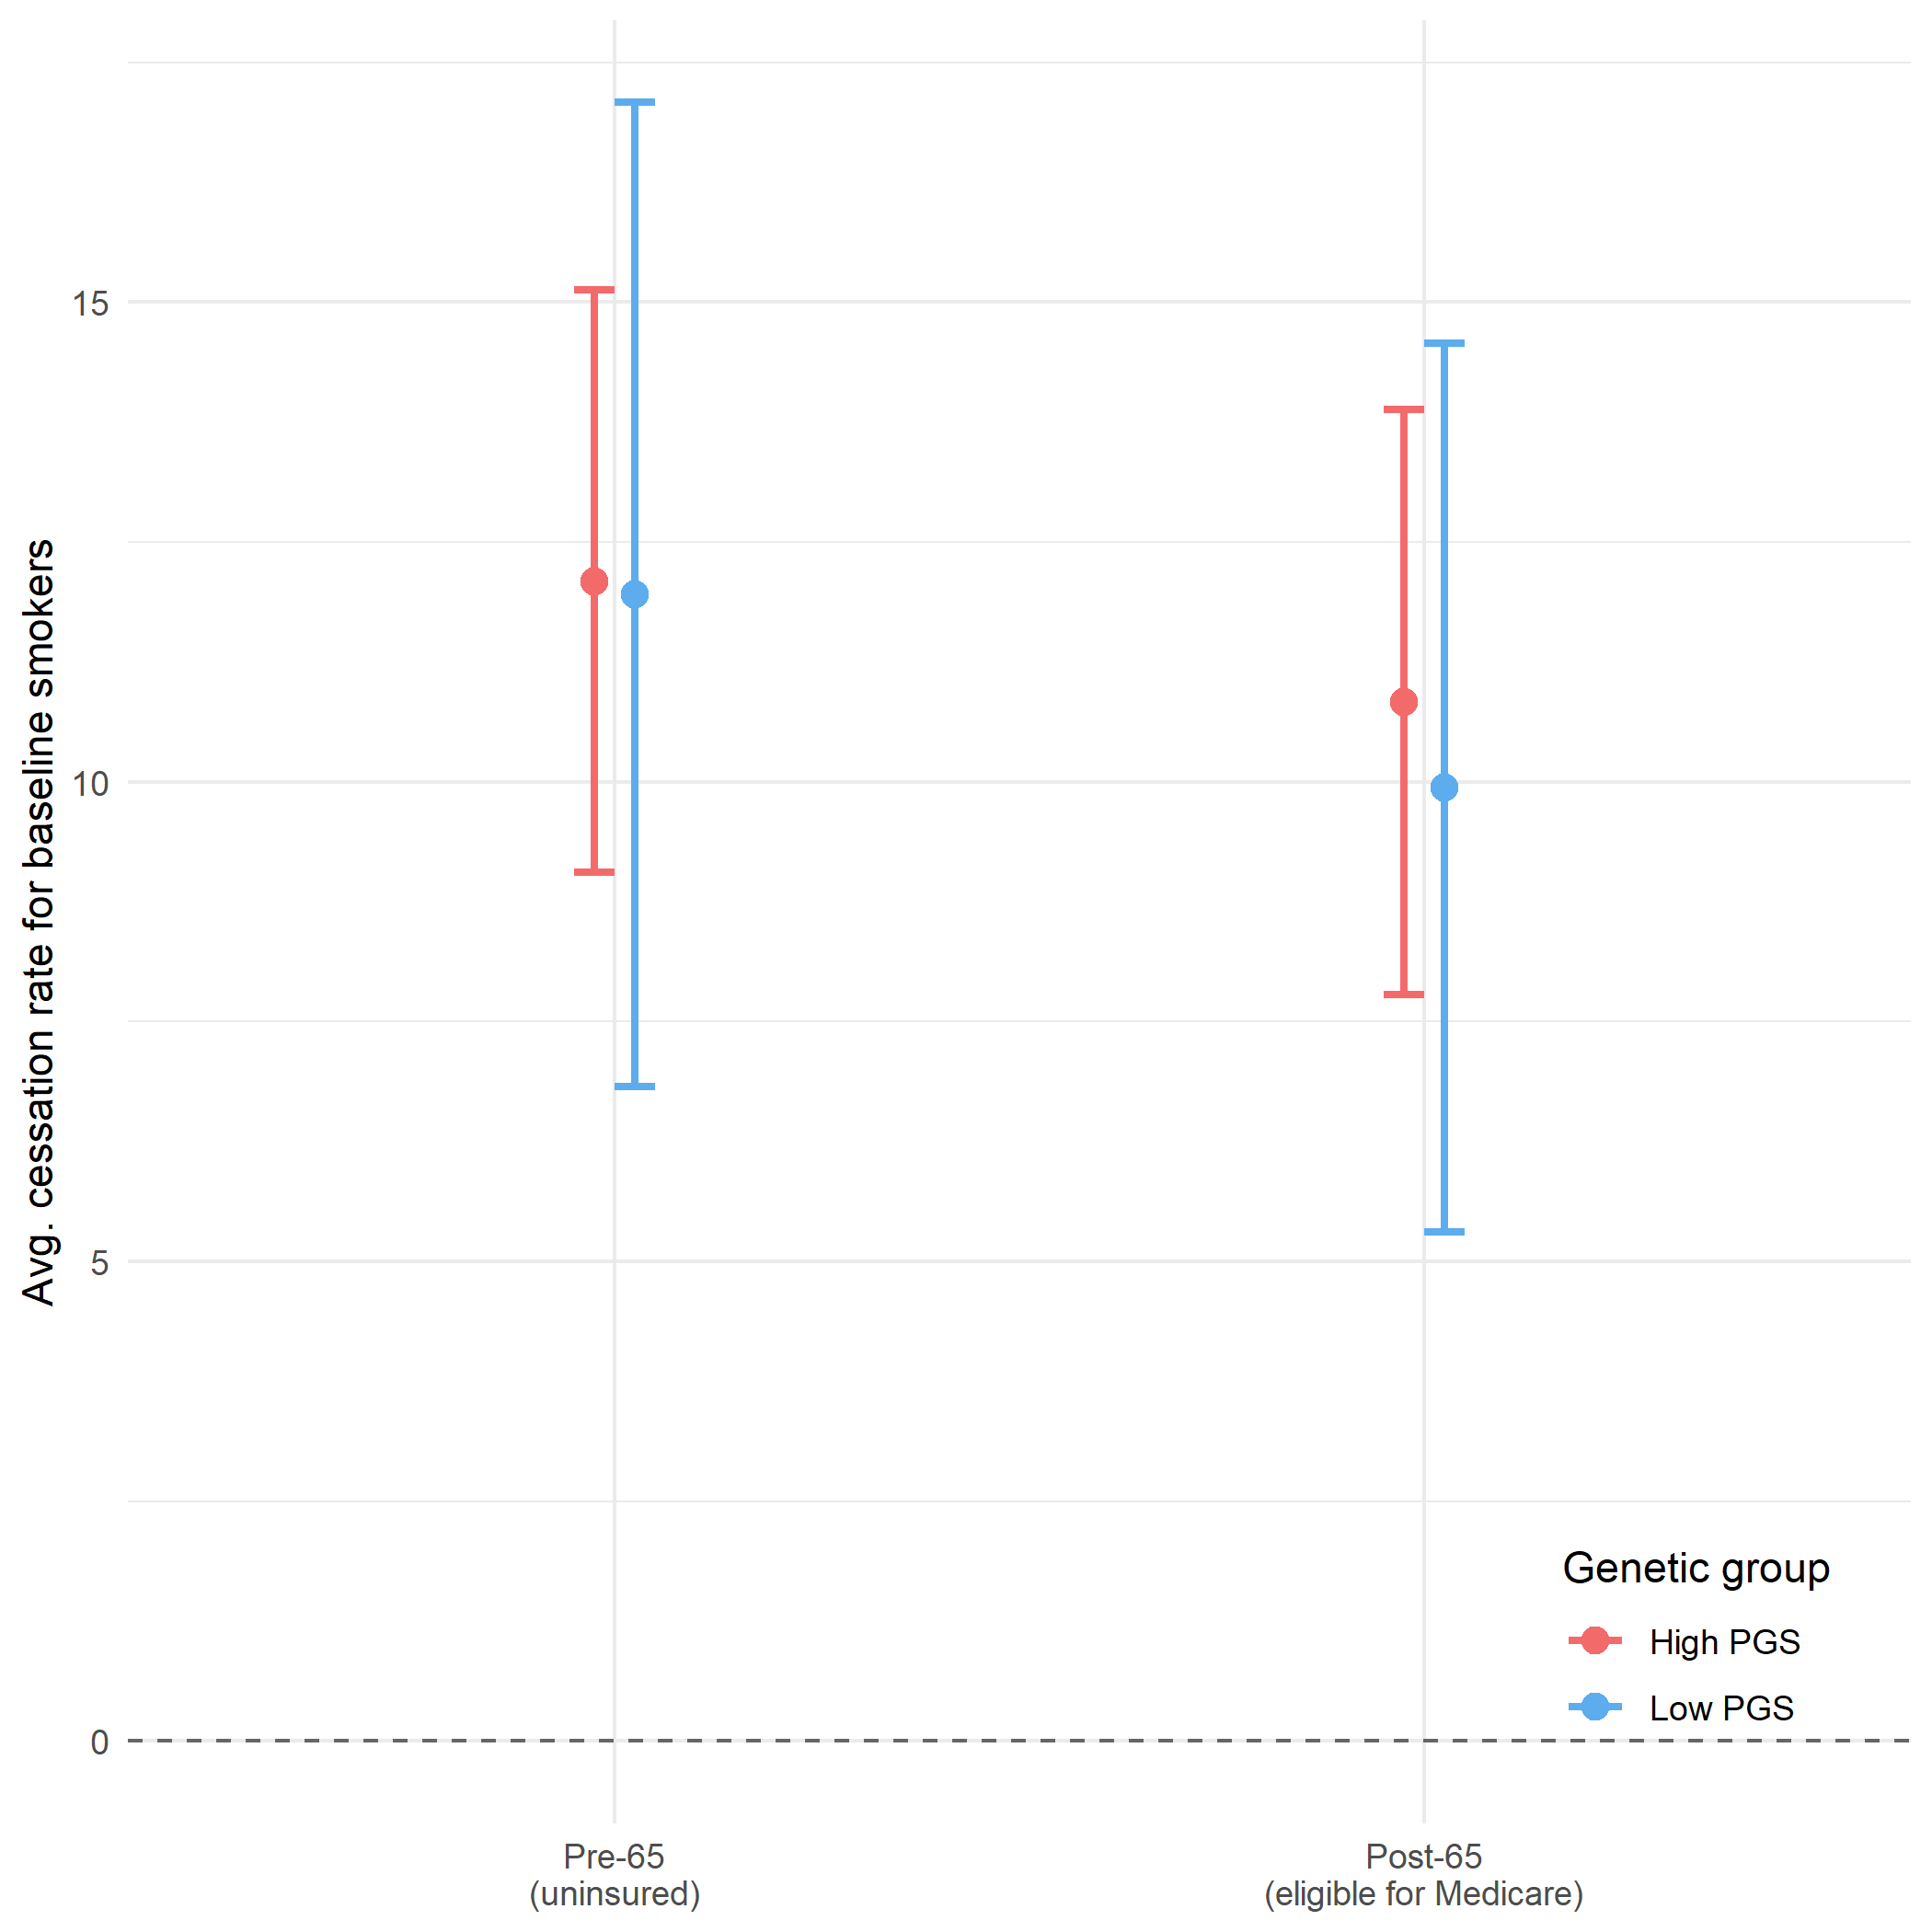 Avg. cessation rate for baseline smokers
15
10
5
0
Genetic group
High PGS
Low PGS
Pre-65
(uninsured)
Post-65
(eligible for Medicare)